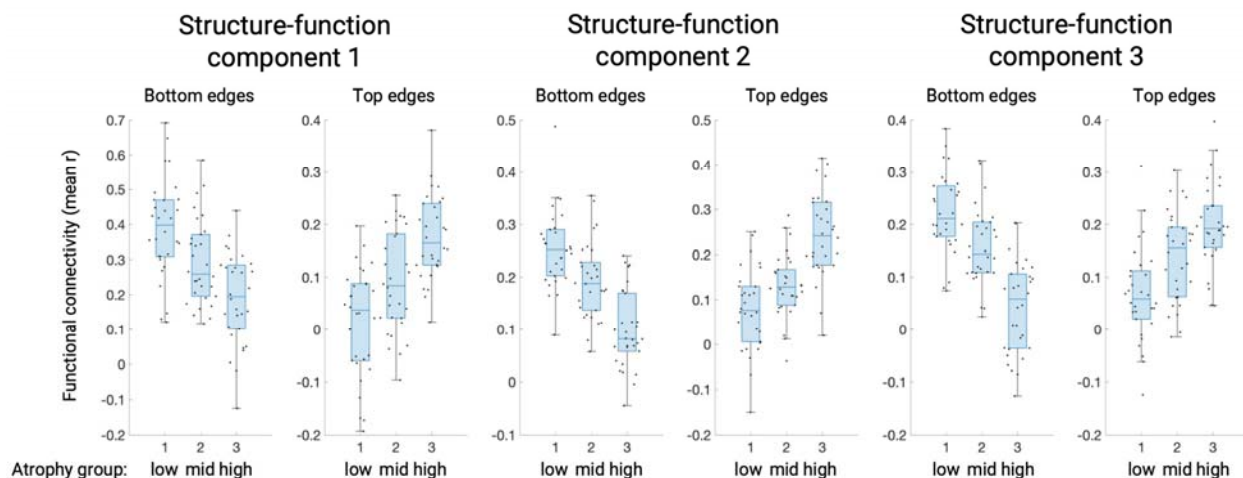 Structure-function
component 1
Structure-function
component 2
Structure-function
component 3
Bottom edges
Top edges
Bottom edges
Top edges
Bottom edges
Top edges
Functional connectivity (mean r)
0.7
0.6
0.5
0.4
0.3
0.2
0.1
0
-0.1
-0.2
0.4
0.3
0.2
0.1
0
-0.1
-0.2
0.5
0.4
0.3
0.2
0.1
0
-0.1
0.5
0.4
0.3
0.2
0.1
0
-0.1
-0.2
0.4
0.3
0.2
0.1
0
-0.1
-0.2
0.4
0.3
0.2
0.1
0
-0.1
-0.2
1 2 3
1 2 3
1 2 3
1 2 3
1 2 3
1 2 3
Atrophy group: low mid high
low mid high
low mid high
low mid high
low mid high
low mid high